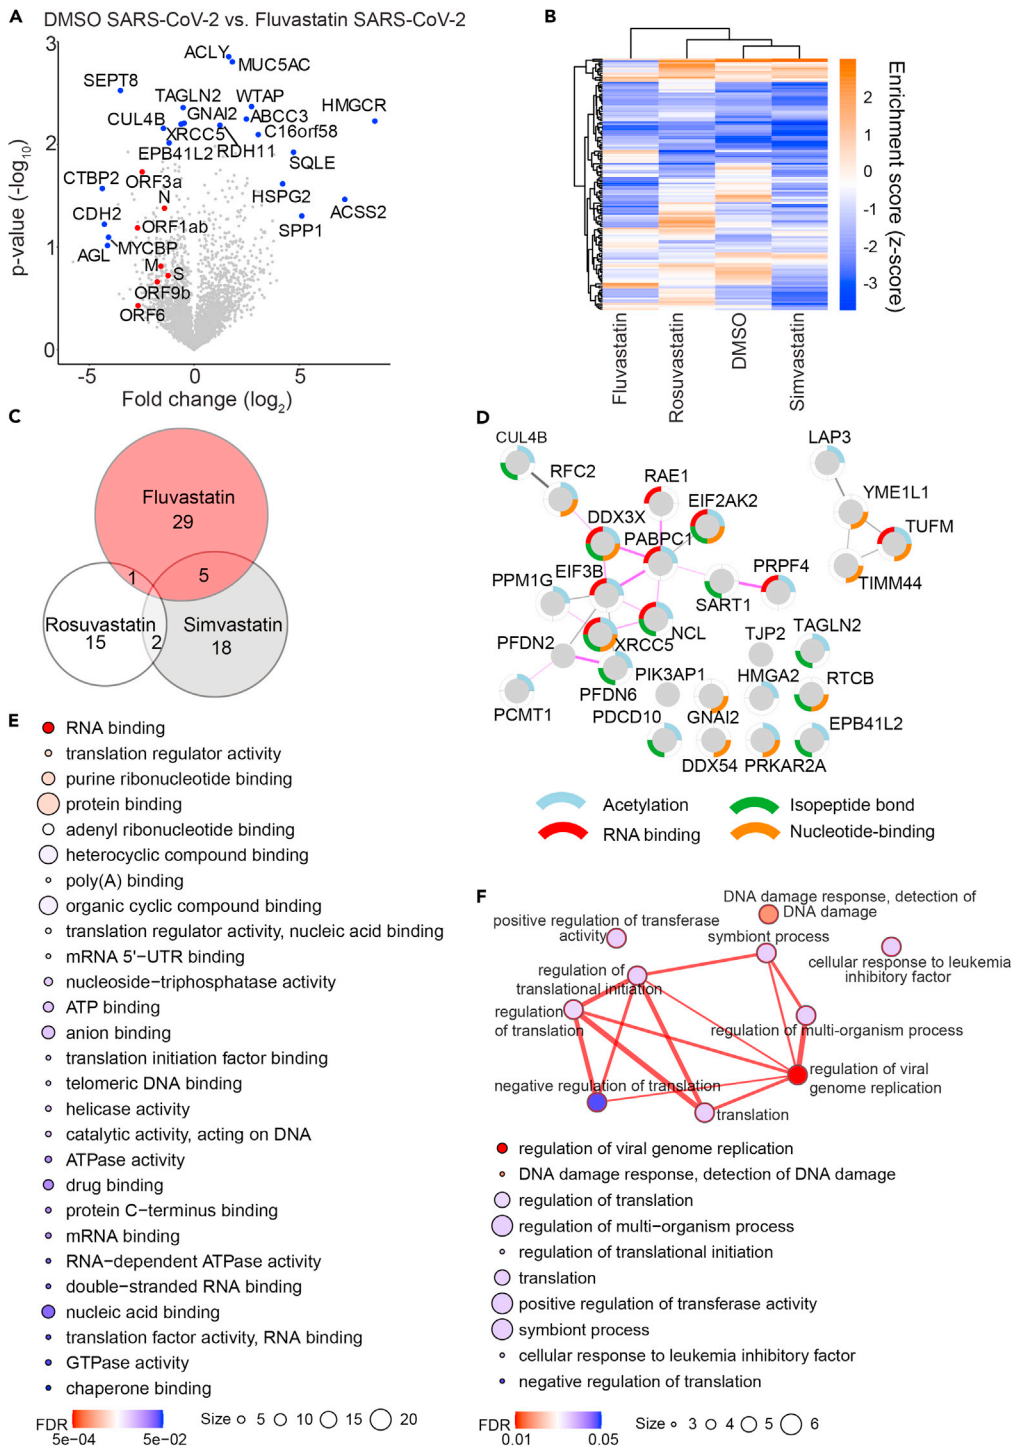 A
DMSO SARS-CoV-2 vs. Fluvastatin SARS-CoV-2
3
2
1
0
p-value (-log10)
-5
0
5
Fold change (log2)
ACLY
MUC5AC
SEPT8
TAGLN2
WTAP
HMGCR
CUL4B
GNAI2
ABCC3
XRCC5
C16orf58
EPB41L2
RDH11
SQLE
CTBP2
ORF3a
N
HSPG2
ACSS2
CDH2
ORF1ab
SPP1
AGL
MYCBP
M
S
ORF9b
ORF6
B
Fluvastatin
Rosuvastatin
DMSO
Simvastatin
2
1
0
-1
-2
-3
Enrichment score (z-score)
C
Fluvastatin
29
1
5
Rosuvastatin
15
2
Simvastatin
18
D
CUL4B
RFC2
RAE1
EIF2AK2
LAP3
YME1L1
TUFM
TIMM44
DDX3X
PABPC1
EIF3B
PPM1G
SART1
PRPF4
NCL
XRCC5
PFDN2
PFDN6
PCMT1
PIK3AP1
TJP2
TAGLN2
HMGA2
RTCB
PDCD10
GNAI2
EPB41L2
DDX54
PRKAR2A
Acetylation
Isopeptide bond
RNA binding
Nucleotide-binding
E
RNA binding
translation regulator activity
purine ribonucleotide binding
protein binding
adenyl ribonucleotide binding
heterocyclic compound binding
poly(A) binding
organic cyclic compound binding
translation regulator activity, nucleic acid binding
mRNA 5'−UTR binding
nucleoside−triphosphatase activity
ATP binding
anion binding
translation initiation factor binding
telomeric DNA binding
helicase activity
catalytic activity, acting on DNA
ATPase activity
drug binding
protein C−terminus binding
mRNA binding
RNA−dependent ATPase activity
double−stranded RNA binding
nucleic acid binding
translation factor activity, RNA binding
GTPase activity
chaperone binding
FDR
5e−04
5e−02
Size 5 10 15 20
F
DNA damage response, detection of
DNA damage
positive regulation of transferase
activity
symbiont process
cellular response to leukemia
inhibitory factor
regulation of
translational initiation
regulation
of translation
regulation of multi-organism process
negative regulation of translation
regulation of viral
genome replication
translation
regulation of viral genome replication
DNA damage response, detection of DNA damage
regulation of translation
regulation of multi−organism process
regulation of translational initiation
translation
positive regulation of transferase activity
symbiont process
cellular response to leukemia inhibitory factor
negative regulation of translation
FDR
0.01
0.05
Size 3 4 5 6